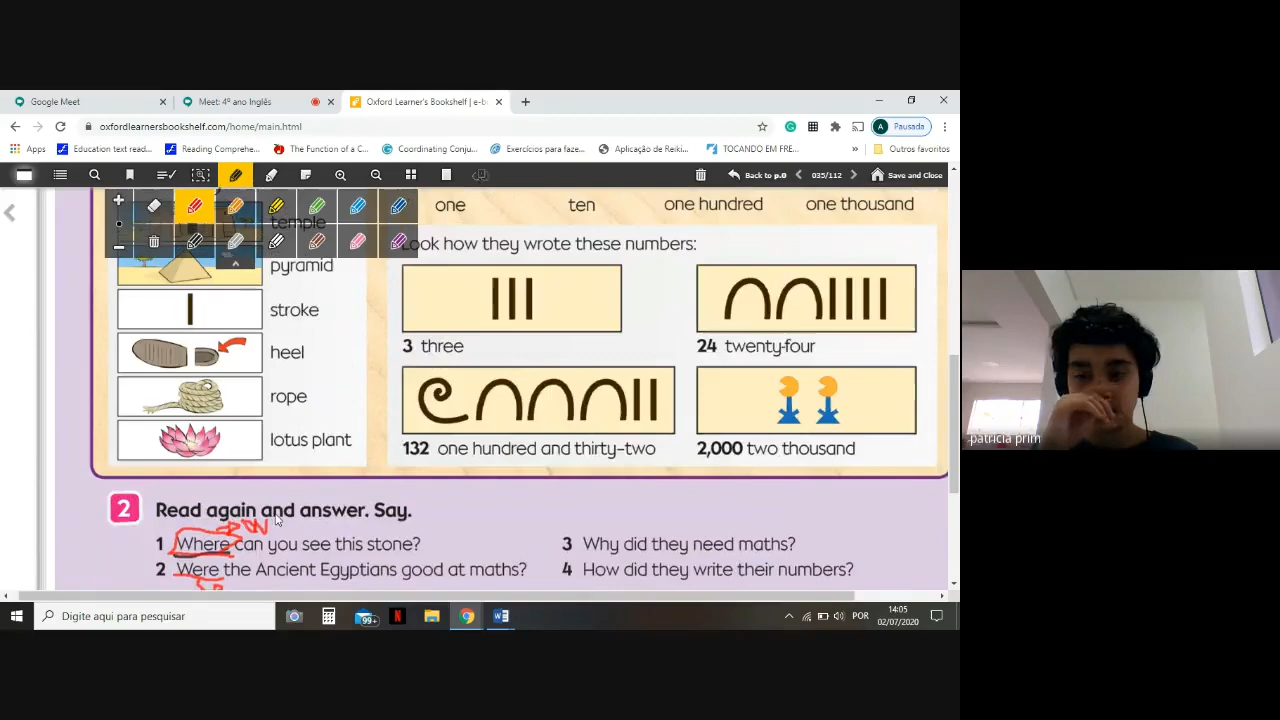 Google Meet
Meet: 4º ano Inglês
Oxford Learner's Bookshelf | e-b
oxfordlearnersbookshelf.com/home/main.html
A Pausada
Apps
Education text read...
Reading Comprehe...
The Function of a C...
Coordinating Conju...
Exercícios para faze...
Aplicação de Reiki...
TOCANDO EM FRE...
»
Outros favoritos
Back to p.0
035/112
Save and Close
one
ten
one hundred
one thousand
temple
pyramid
stroke
heel
rope
lotus plant
Look how they wrote these numbers:
3 three
24 twenty-four
132 one hundred and thirty-two
2,000 two thousand
patricia prim
2 Read again and answer. Say.
1 Where can you see this stone?
2 Were the Ancient Egyptians good at maths?
3 Why did they need maths?
4 How did they write their numbers?
Digite aqui para pesquisar
99+
N
W
POR
14:05
02/07/2020